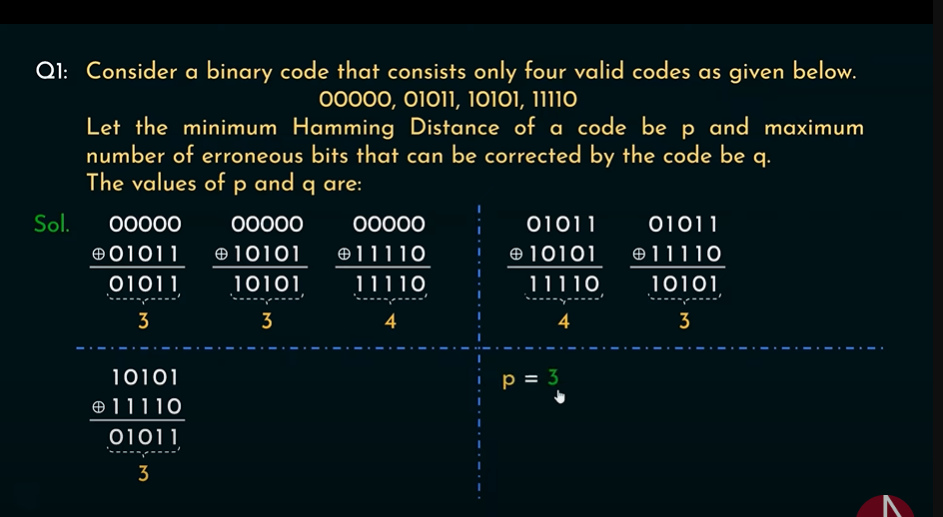 Q1: Consider a binary code that consists only four valid codes as given below.
00000, 01011, 10101, 11110
Let the minimum Hamming Distance of a code be p and maximum
number of erroneous bits that can be corrected by the code be q.
The values of p and q are:
Sol. 00000 00000 00000 01011 01011
⊕01011 ⊕10101 ⊕11110 ⊕10101 ⊕11110
01011 10101 11110 11110 10101
3 3 4 4 3
10101 p = 3
⊕11110
01011
3